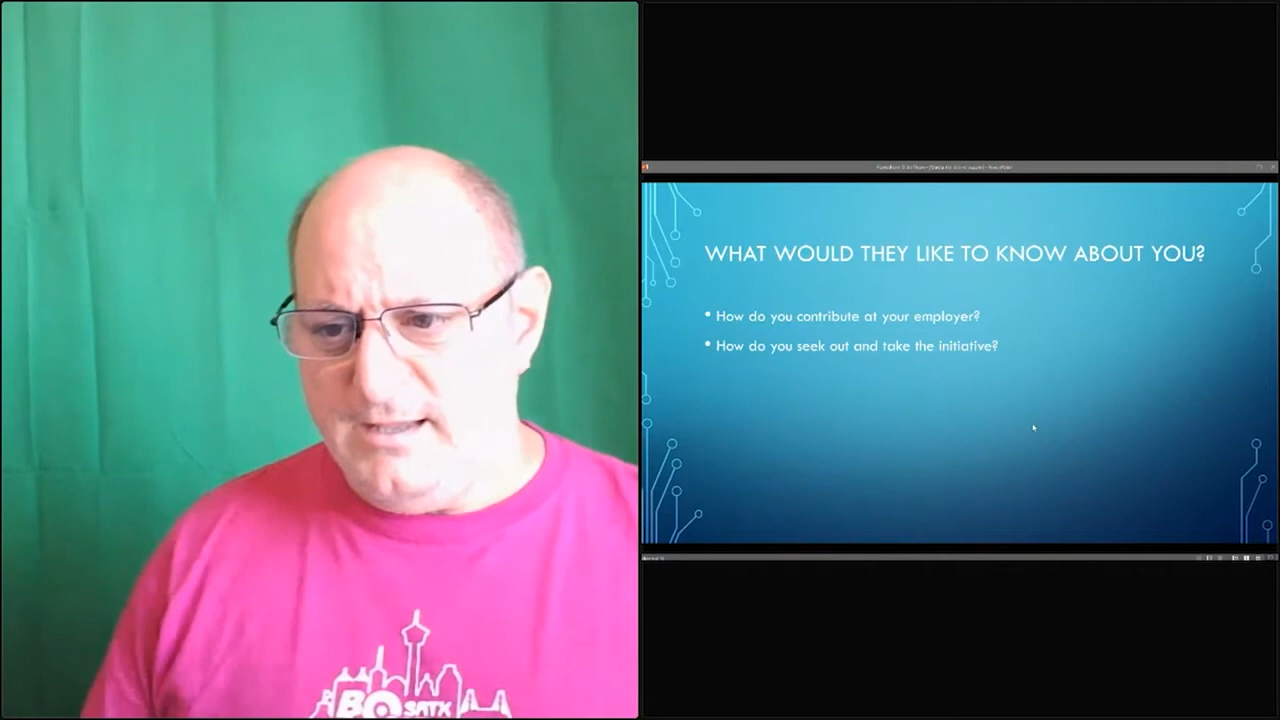 WHAT WOULD THEY LIKE TO KNOW ABOUT YOU?
• How do you contribute at your employer?
• How do you seek out and take the initiative?
SATX